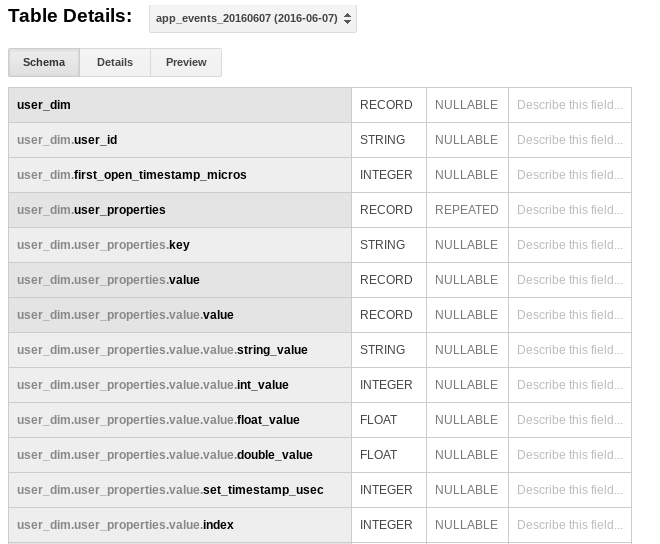 Table Details: app_events_20160607 (2016-06-07)
Schema Details Preview
user_dim RECORD NULLABLE Describe this field...
user_dim.user_id STRING NULLABLE Describe this field...
user_dim.first_open_timestamp_micros INTEGER NULLABLE Describe this field...
user_dim.user_properties RECORD REPEATED Describe this field...
user_dim.user_properties.key STRING NULLABLE Describe this field...
user_dim.user_properties.value RECORD NULLABLE Describe this field...
user_dim.user_properties.value.value RECORD NULLABLE Describe this field...
user_dim.user_properties.value.value.string_value STRING NULLABLE Describe this field...
user_dim.user_properties.value.value.int_value INTEGER NULLABLE Describe this field...
user_dim.user_properties.value.value.float_value FLOAT NULLABLE Describe this field...
user_dim.user_properties.value.value.double_value FLOAT NULLABLE Describe this field...
user_dim.user_properties.value.set_timestamp_usec INTEGER NULLABLE Describe this field...
user_dim.user_properties.value.index INTEGER NULLABLE Describe this field...